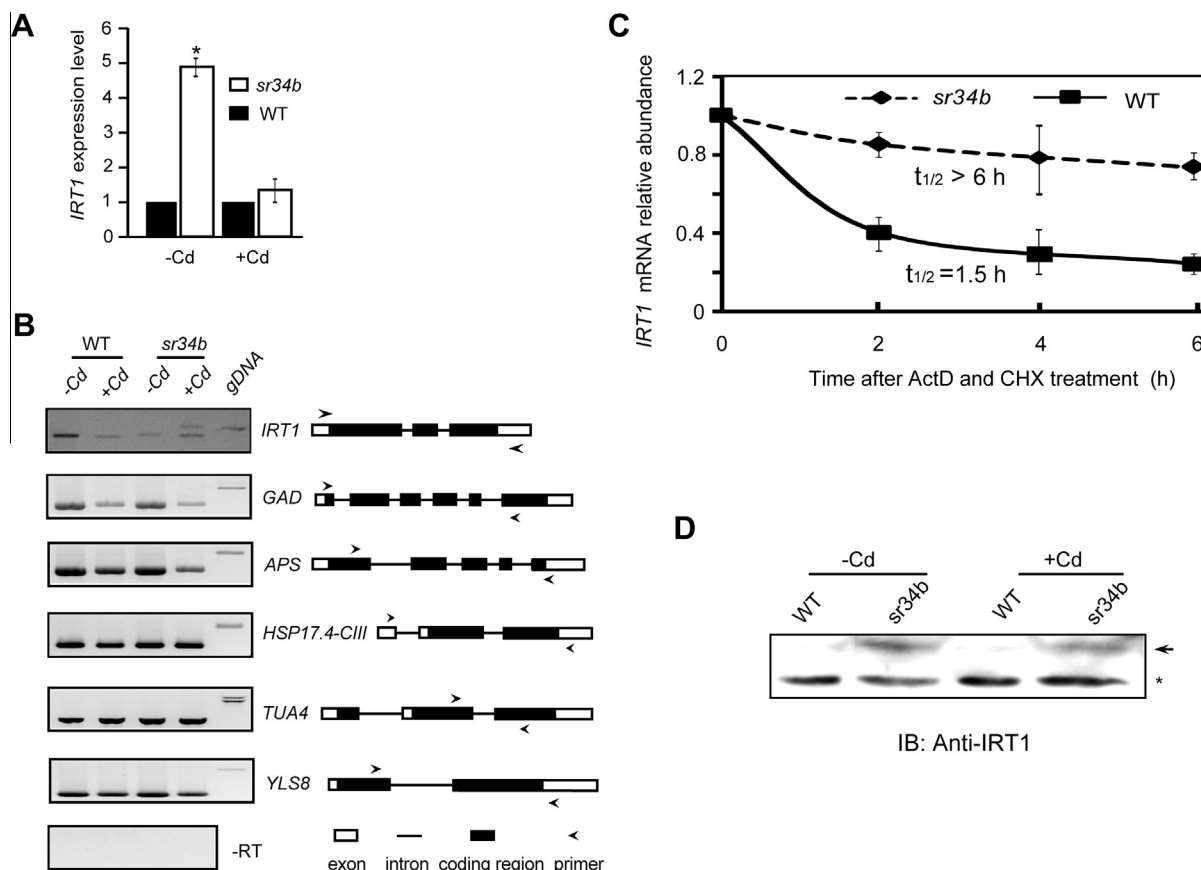 A
IRT1 expression level
6
5
4
3
2
1
0
*
sr34b
WT
-Cd
+Cd
B
WT
sr34b
-Cd
+Cd
-Cd
+Cd
gDNA
IRT1
GAD
APS
HSP17.4-CIII
TUA4
YLS8
-RT
exon
intron
coding region
primer
C
IRT1 mRNA relative abundance
1.2
0.8
0.4
0
sr34b
WT
t1/2 > 6 h
t1/2 =1.5 h
0
2
4
6
Time after ActD and CHX treatment (h)
D
-Cd
+Cd
WT
sr34b
WT
sr34b
*
IB: Anti-IRT1